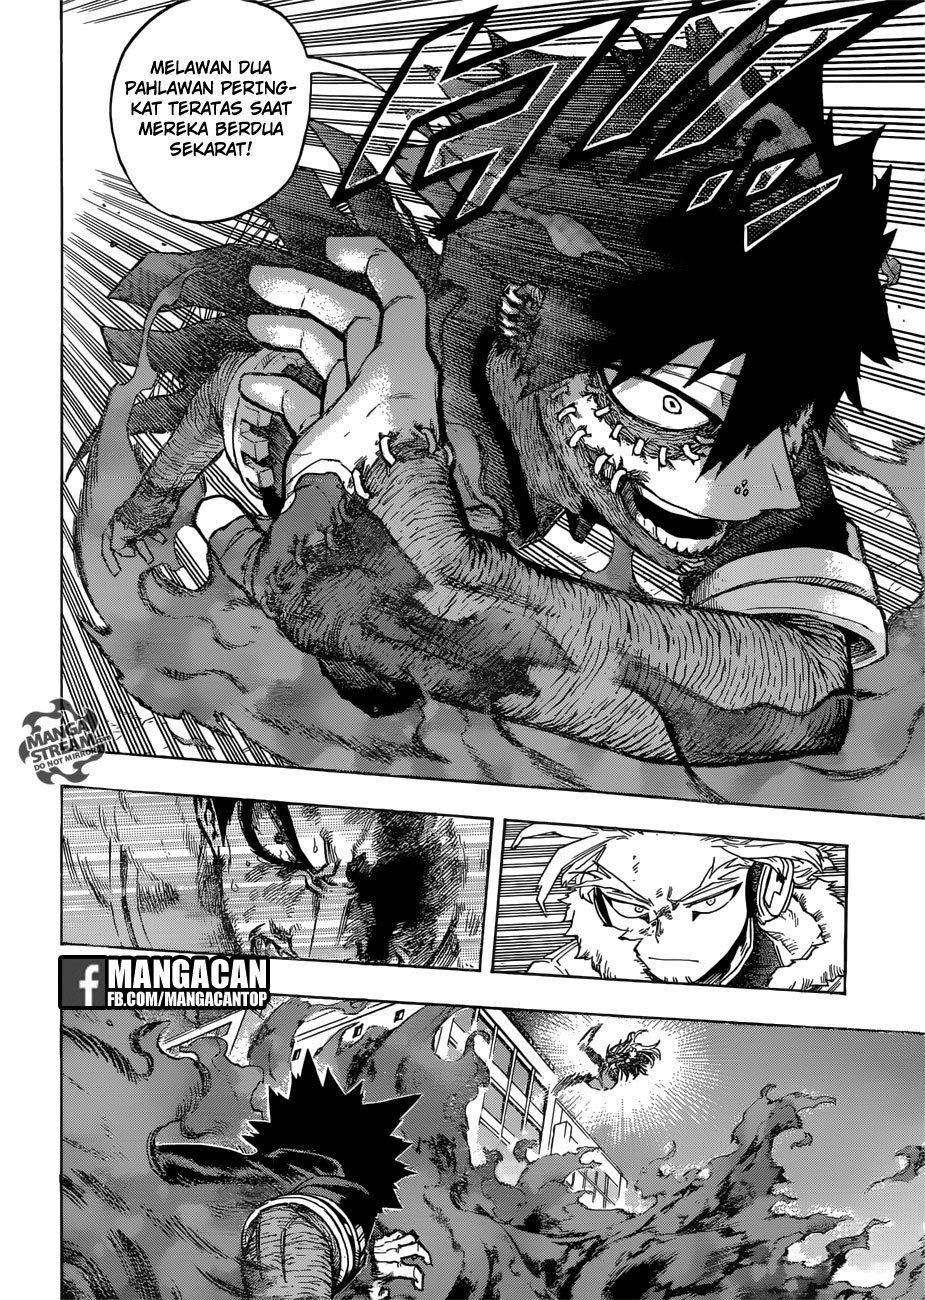 MELAWAN DUA
PAHLAWAN PERING-
KAT TERATAS SAAT
MEREKA BERDUA
SEKARAT!
MANGA
STREAM
DO NOT MIRROR
f MANGACAN
FB.COM/MANGACANTOP